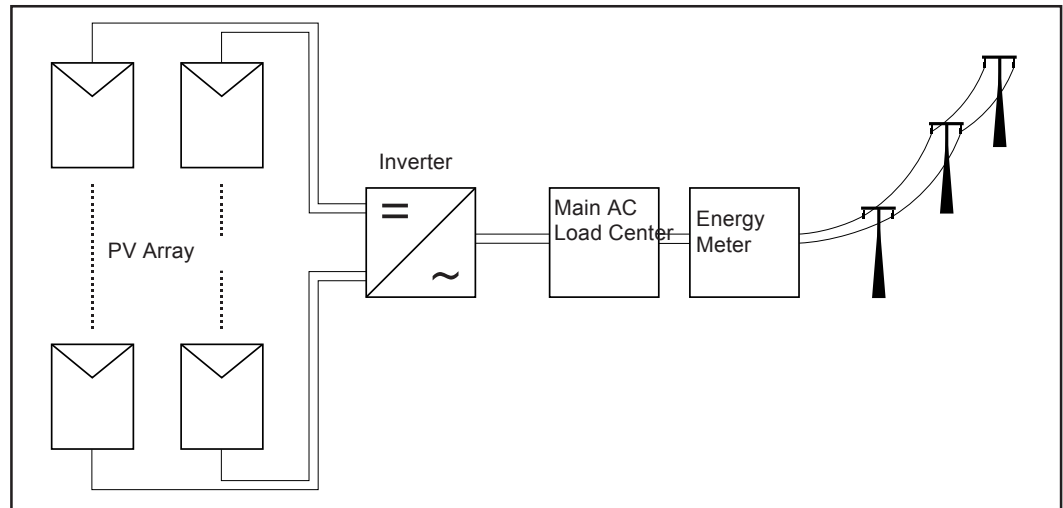 Inverter
Main AC
Load Center
Energy
Meter
PV Array
=
~